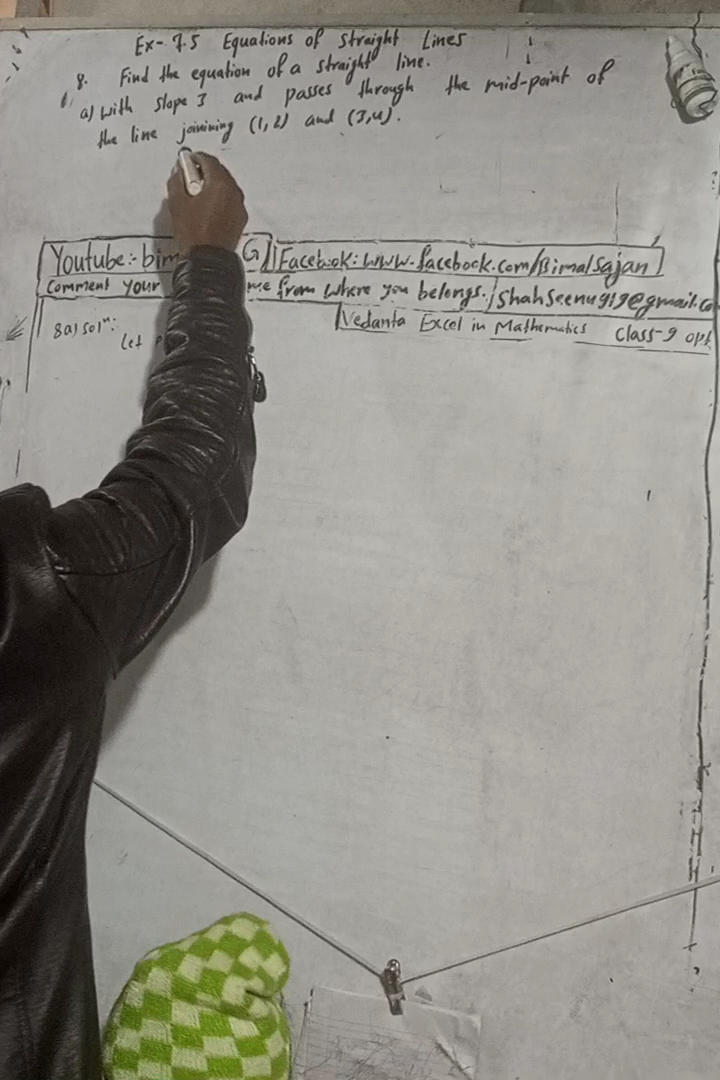 Ex- 7.5 Equations of Straight Lines
8. Find the equation of a straight line.
a) with slope 3 and passes through the mid-point of
the line joinining (1,2) and (3,4).
Youtube:- bim G
Facebook: www.facebook.com/Bimalsajan
Comment your me from where you belongs. / shahseenu919@gmail.co
Vedanta Excel in Mathematics class-9 opt
8a) solⁿ:
let P